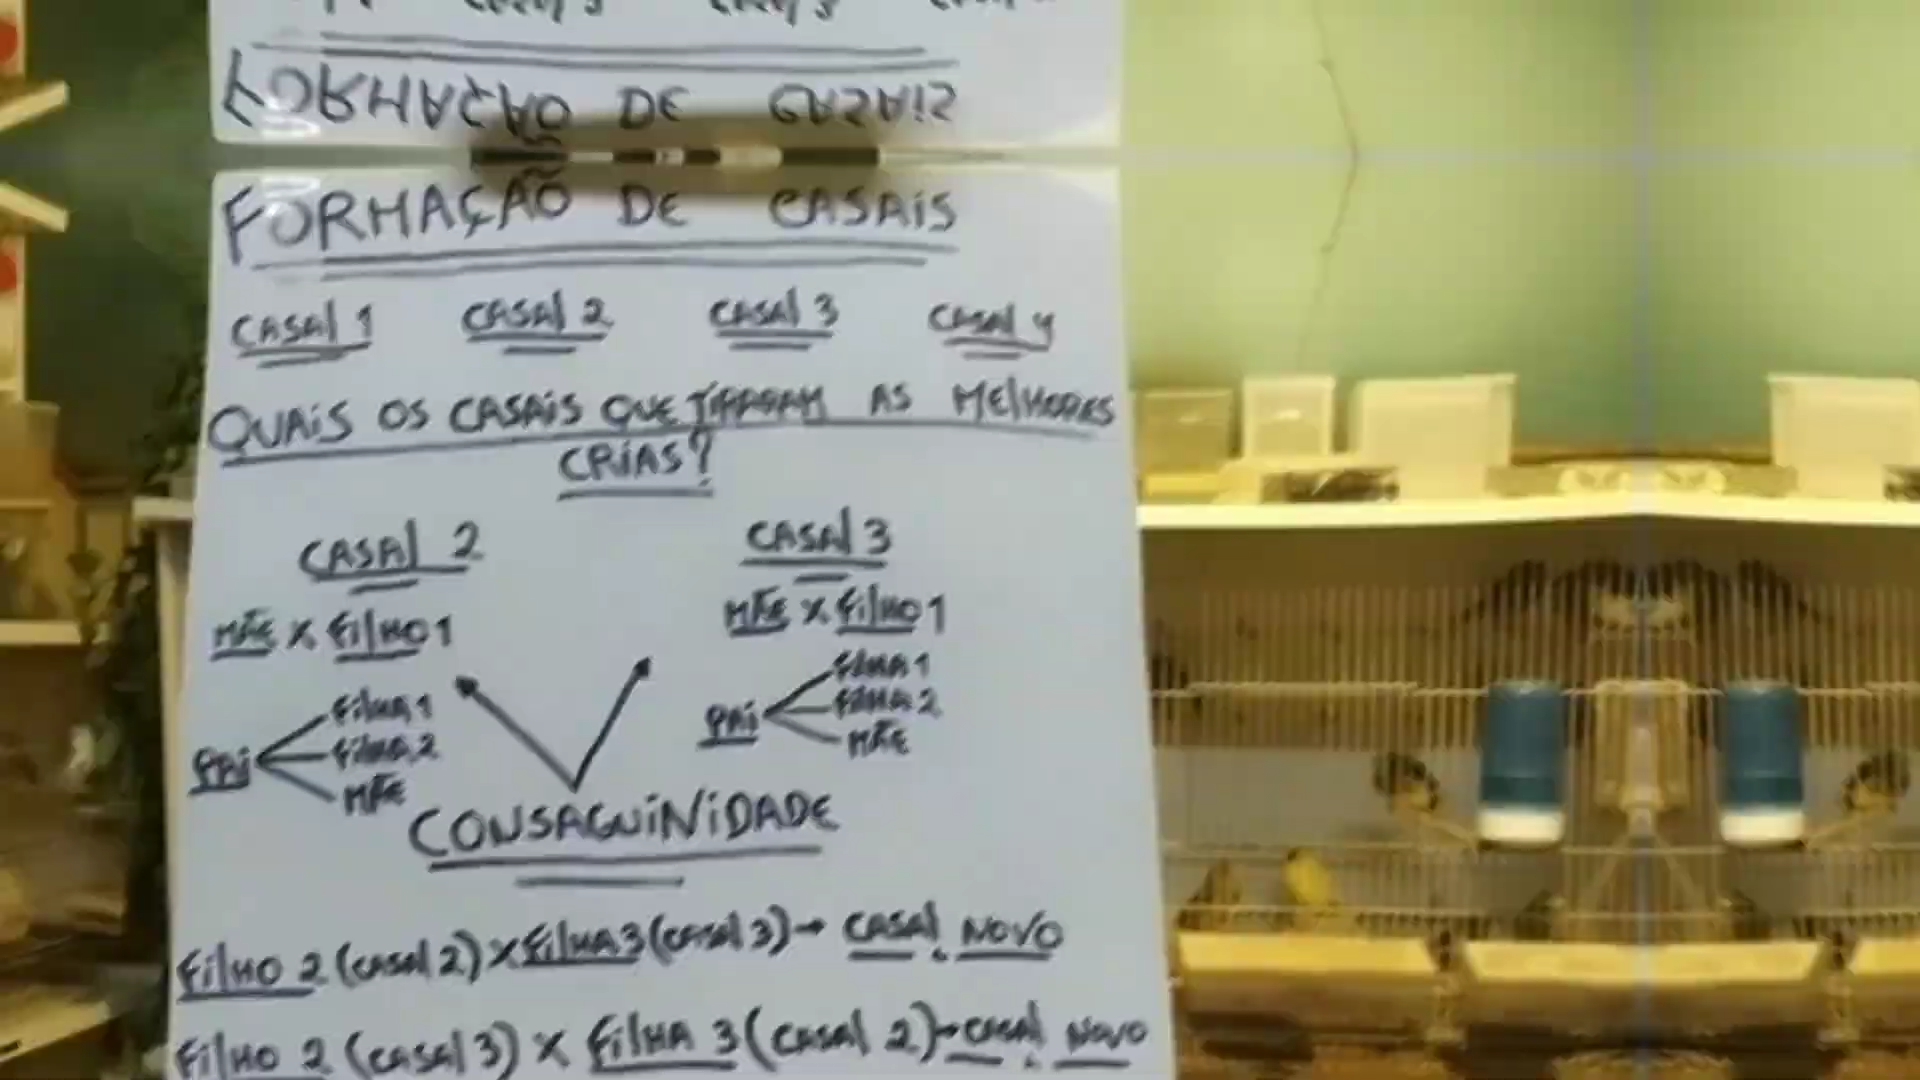 FORMAÇÃO DE CASAIS
CASAL 1 CASAL 2 CASAL 3 CASAL 4
QUAIS OS CASAIS QUE TIRARAM AS MELHORES
CRIAS?
CASAL 2 CASAL 3
MÃE X FILHO 1 MÃE X FILHO 1
PAI FILHA 1 FILHA 2 MÃE
PAI FILHA 1 FILHA 2 MÃE
CONSAGUINIDADE
FILHO 2 (CASAL 2) X FILHA 3 (CASAL 3) → CASAL NOVO
FILHO 2 (CASAL 3) X FILHA 3 (CASAL 2) → CASAL NOVO